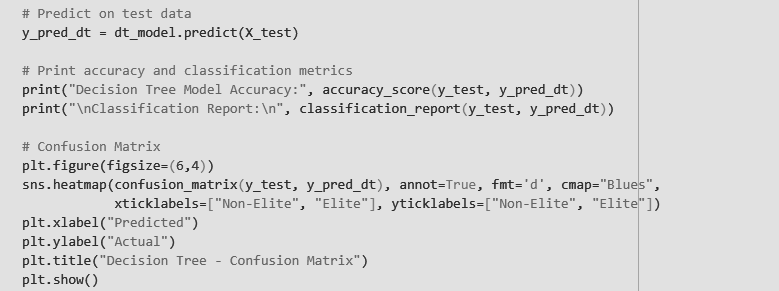 # Predict on test data
y_pred_dt = dt_model.predict(X_test)
# Print accuracy and classification metrics
print("Decision Tree Model Accuracy:", accuracy_score(y_test, y_pred_dt))
print("\nClassification Report:\n", classification_report(y_test, y_pred_dt))
# Confusion Matrix
plt.figure(figsize=(6,4))
sns.heatmap(confusion_matrix(y_test, y_pred_dt), annot=True, fmt='d', cmap="Blues",
            xticklabels=["Non-Elite", "Elite"], yticklabels=["Non-Elite", "Elite"])
plt.xlabel("Predicted")
plt.ylabel("Actual")
plt.title("Decision Tree - Confusion Matrix")
plt.show()